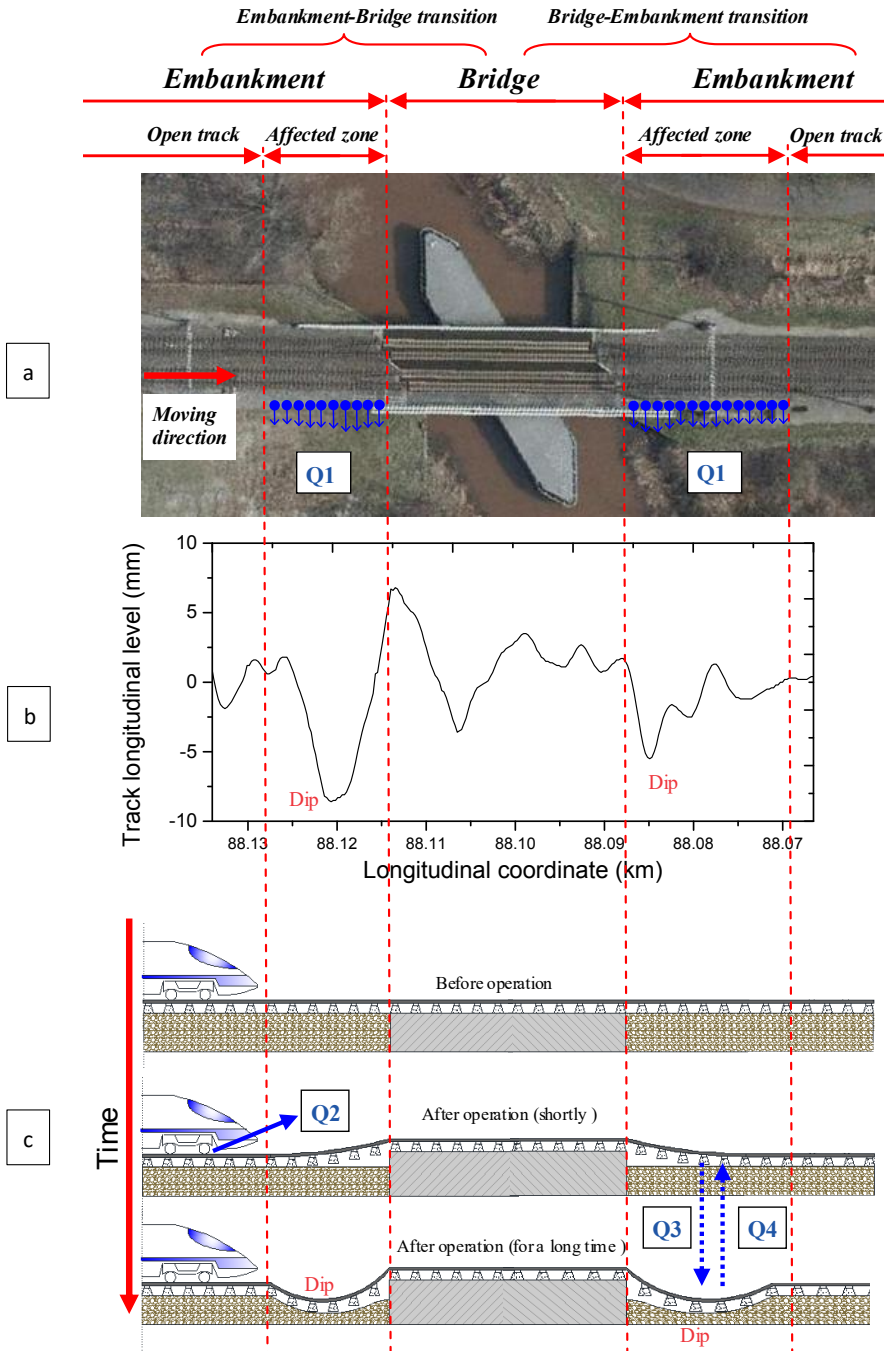 Embankment-Bridge transition Bridge-Embankment transition
Embankment Bridge Embankment
Open track Affected zone Affected zone Open track
a
Moving
direction
Q1 Q1
b
Track longitudinal level (mm)
10
5
0
-5
-10
Dip Dip
88.13 88.12 88.11 88.10 88.09 88.08 88.07
Longitudinal coordinate (km)
c
Time
Before operation
Q2
After operation (shortly )
Q3 Q4
After operation (for a long time )
Dip
Dip